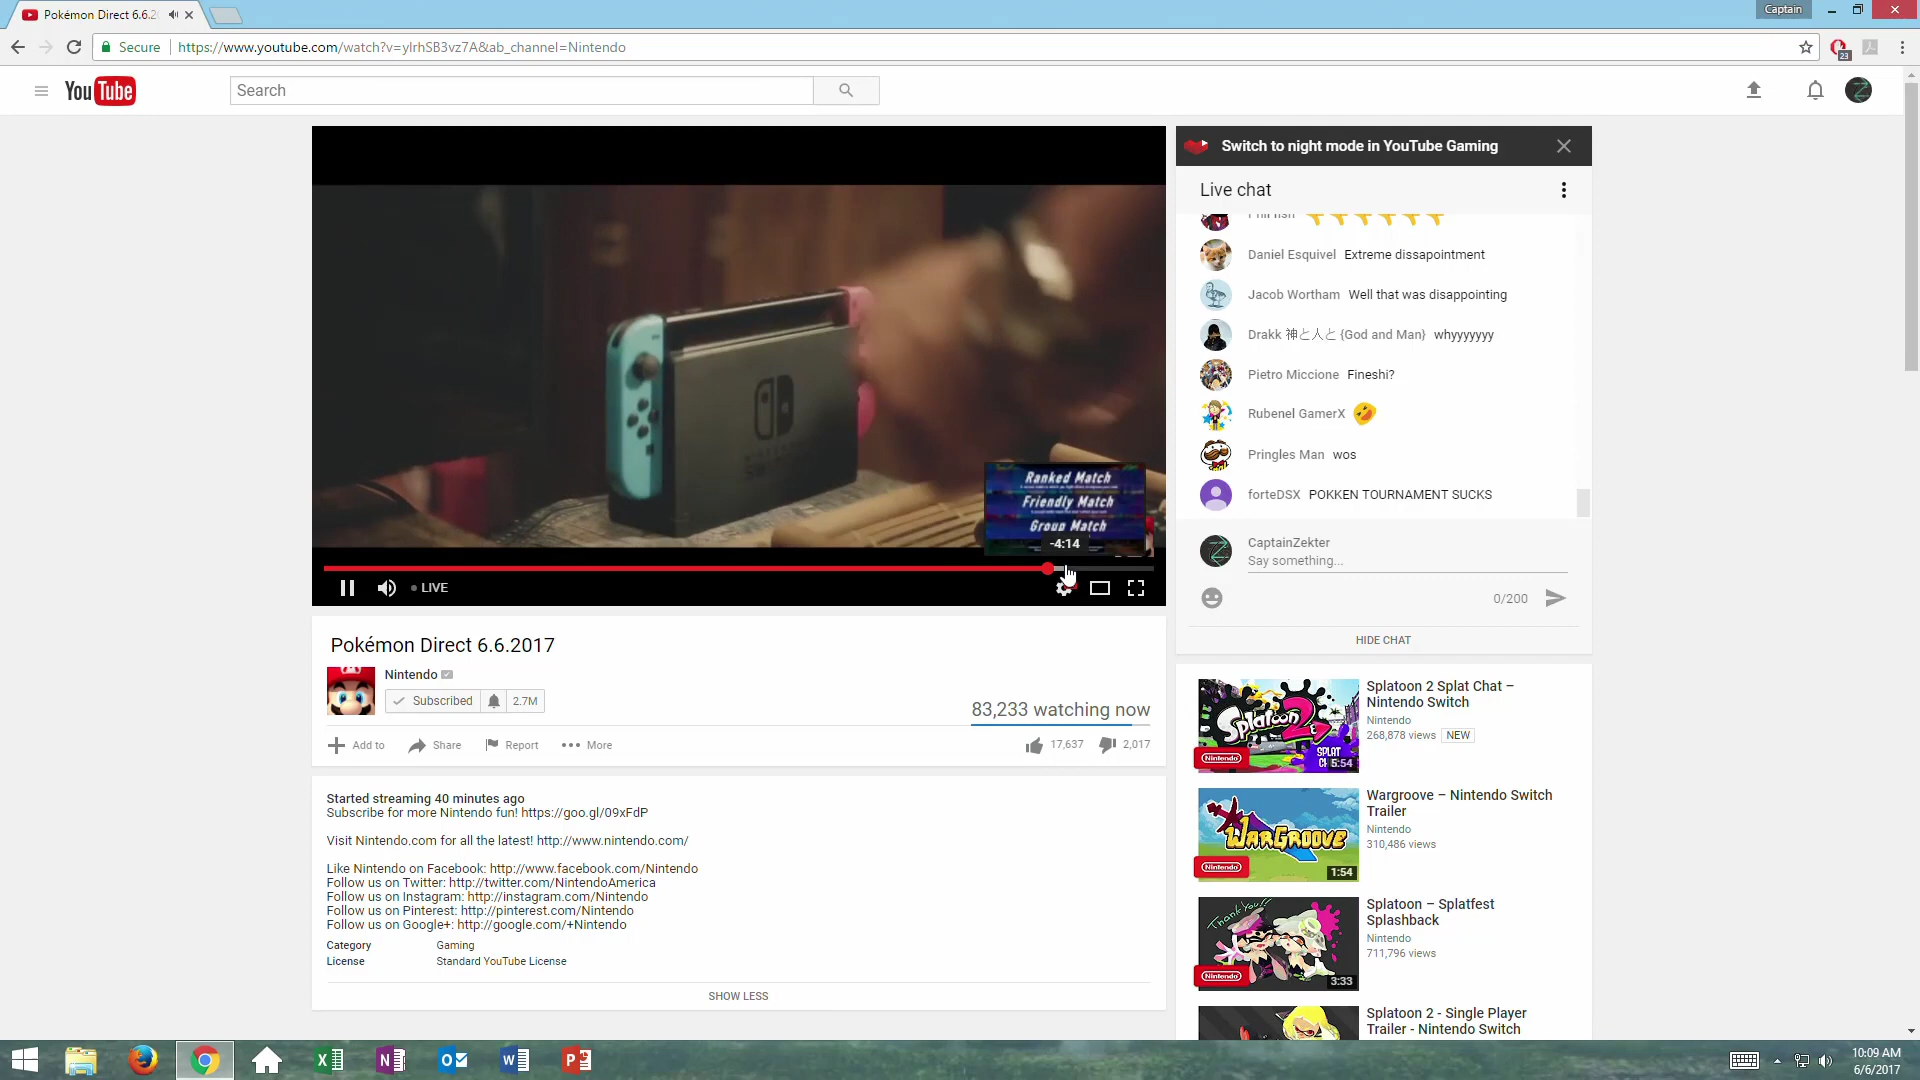 Pokémon Direct 6.6.2
Captain
Secure
https://www.youtube.com/watch?v=ylrhSB3vz7A&ab_channel=Nintendo
23
YouTube
Search
Ranked Match
Friendly Match
Group Match
-4:14
LIVE
Pokémon Direct 6.6.2017
Nintendo
Subscribed
2.7M
83,233 watching now
Add to
Share
Report
More
17,637
2,017
Started streaming 40 minutes ago
Subscribe for more Nintendo fun! https://goo.gl/09xFdP
Visit Nintendo.com for all the latest! http://www.nintendo.com/
Like Nintendo on Facebook: http://www.facebook.com/Nintendo
Follow us on Twitter: http://twitter.com/NintendoAmerica
Follow us on Instagram: http://instagram.com/Nintendo
Follow us on Pinterest: http://pinterest.com/Nintendo
Follow us on Google+: http://google.com/+Nintendo
Category Gaming
License Standard YouTube License
SHOW LESS
Switch to night mode in YouTube Gaming
Live chat
Daniel Esquivel Extreme dissapointment
Jacob Wortham Well that was disappointing
Drakk 神と人と {God and Man} whyyyyyyy
Pietro Miccione Fineshi?
Rubenel GamerX
Pringles Man wos
forteDSX POKKEN TOURNAMENT SUCKS
CaptainZekter
Say something...
0/200
HIDE CHAT
Splatoon 2
SPLAT
Nintendo
5:54
Splatoon 2 Splat Chat –
Nintendo Switch
Nintendo
268,878 views NEW
WARGROOVE
Nintendo
1:54
Wargroove – Nintendo Switch
Trailer
Nintendo
310,486 views
Thank You!!
Nintendo
3:33
Splatoon – Splatfest
Splashback
Nintendo
711,796 views
Splatoon 2 - Single Player
Trailer - Nintendo Switch
10:09 AM
6/6/2017